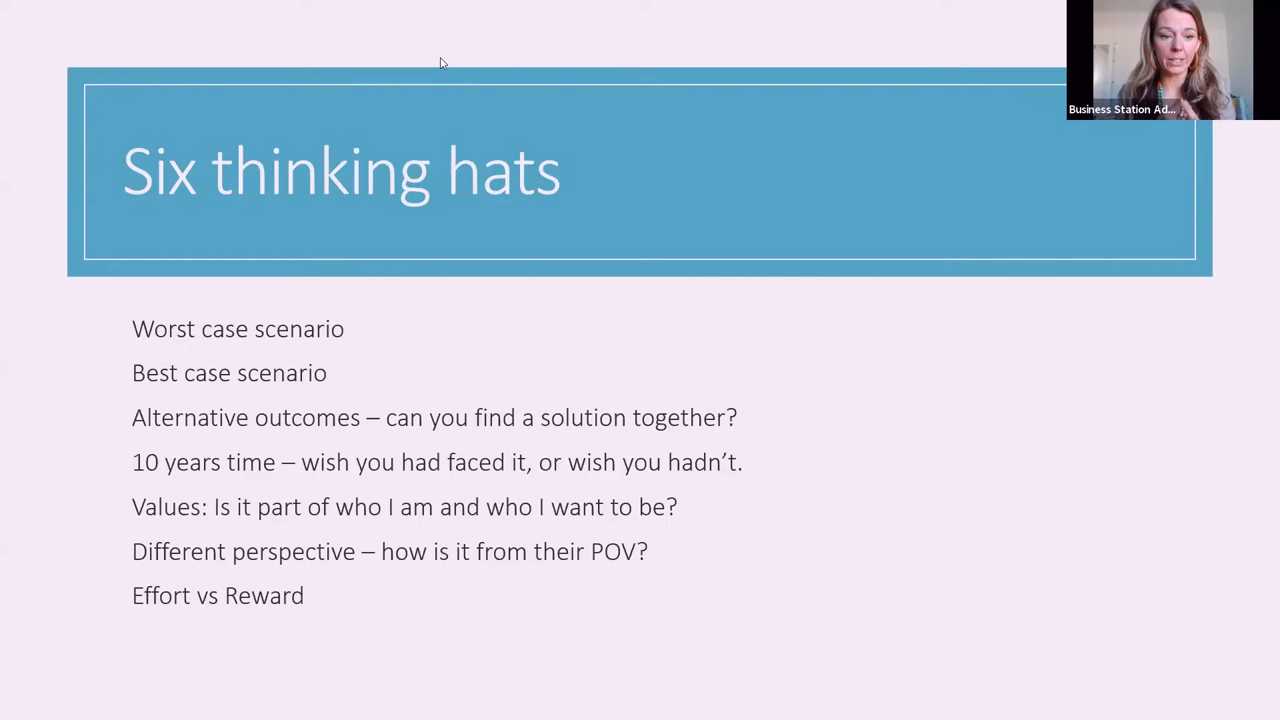 Business Station Ad...
Six thinking hats
Worst case scenario
Best case scenario
Alternative outcomes – can you find a solution together?
10 years time – wish you had faced it, or wish you hadn’t.
Values: Is it part of who I am and who I want to be?
Different perspective – how is it from their POV?
Effort vs Reward